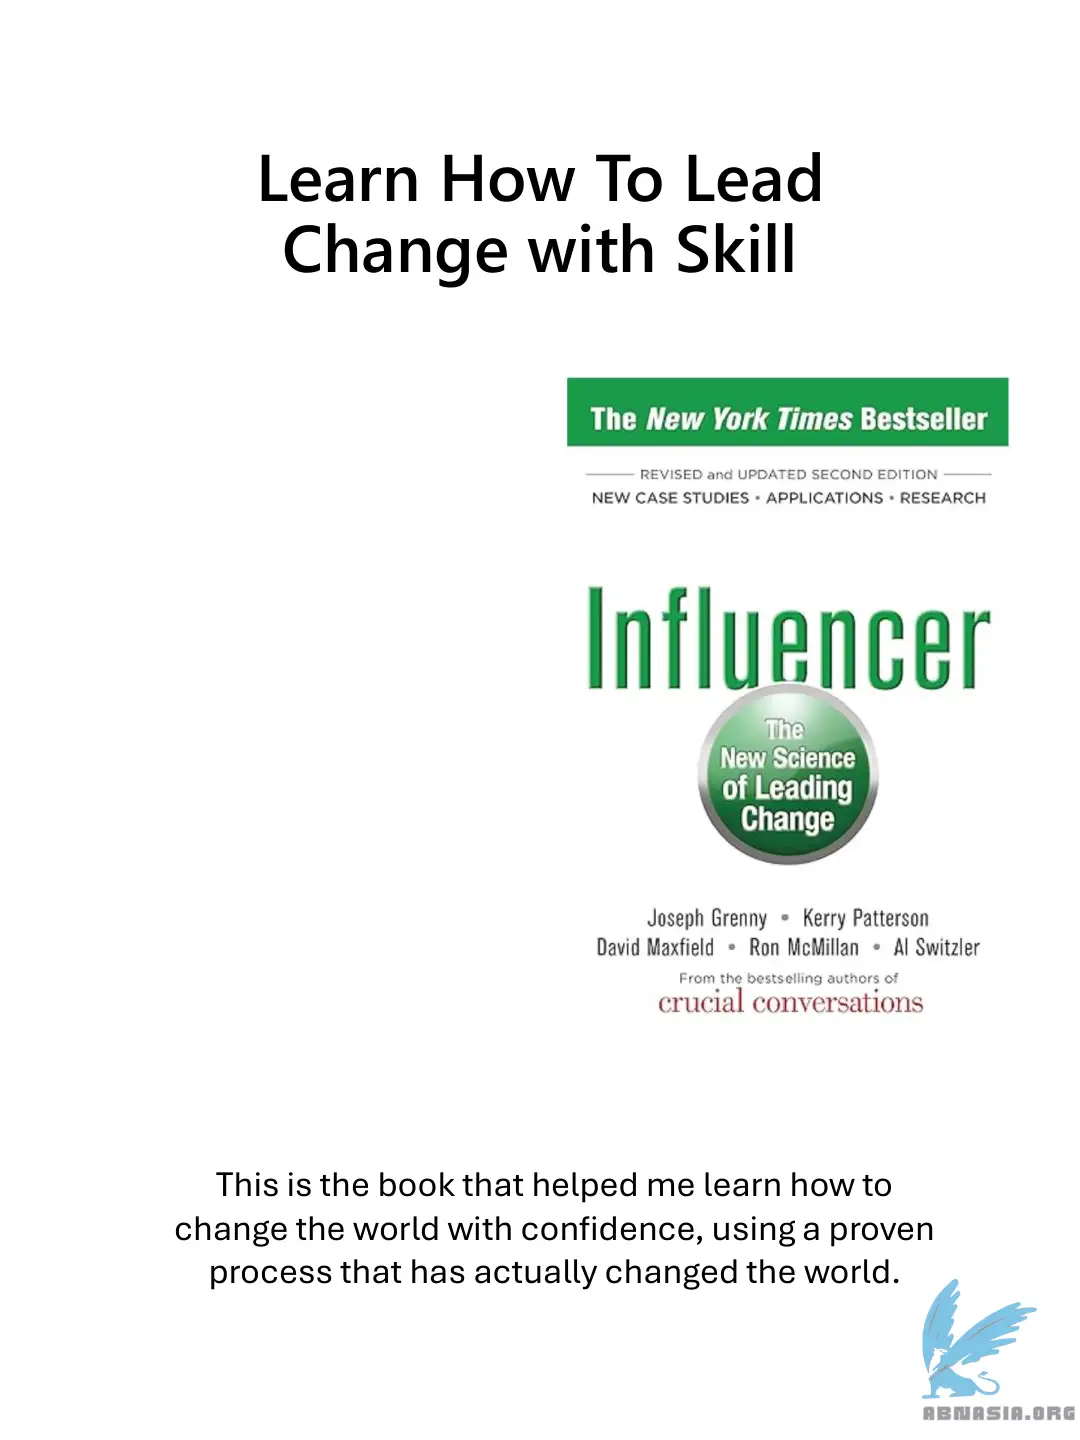 Learn How To Lead
Change with Skill
The New York Times Bestseller
REVISED and UPDATED SECOND EDITION
NEW CASE STUDIES • APPLICATIONS • RESEARCH
Influencer
The
New Science
of Leading
Change
Joseph Grenny • Kerry Patterson
David Maxfield • Ron McMillan • Al Switzler
From the bestselling authors of
crucial conversations
This is the book that helped me learn how to
change the world with confidence, using a proven
process that has actually changed the world.
ABNASIA.ORG